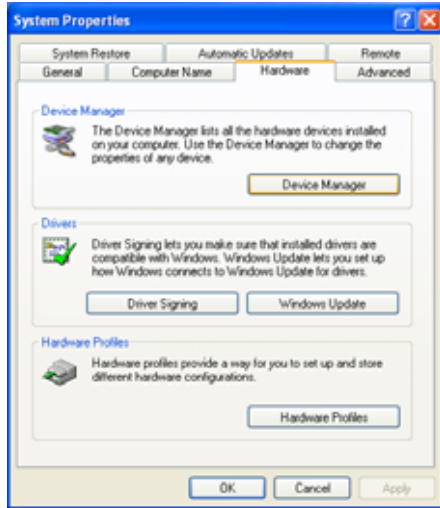 System Properties
System Restore Automatic Updates Remote
General Computer Name Hardware Advanced
Device Manager
The Device Manager lists all the hardware devices installed
on your computer. Use the Device Manager to change the
properties of any device.
Device Manager
Drivers
Driver Signing lets you make sure that installed drivers are
compatible with Windows. Windows Update lets you set up
how Windows connects to Windows Update for drivers.
Driver Signing Windows Update
Hardware Profiles
Hardware profiles provide a way for you to set up and store
different hardware configurations.
Hardware Profiles
OK Cancel Apply